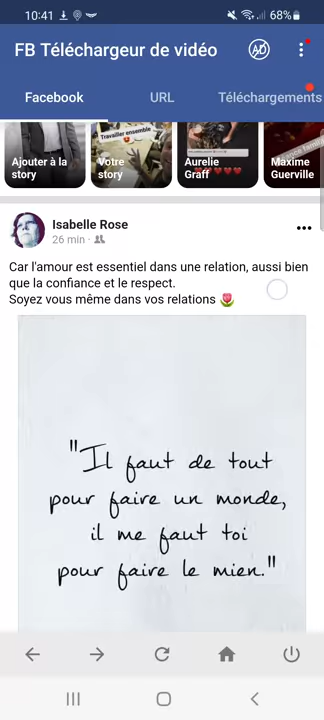 10:41
68%
FB Téléchargeur de vidéo
AD
Facebook
URL
Téléchargements
Travailler ensemble
Ajouter à la
story
Votre
story
Aurelie
Graff
Maxime
Guerville
Isabelle Rose
26 min
Car l'amour est essentiel dans une relation, aussi bien
que la confiance et le respect.
Soyez vous même dans vos relations 🌷
"Il faut de tout
pour faire un monde,
il me faut toi
pour faire le mien."